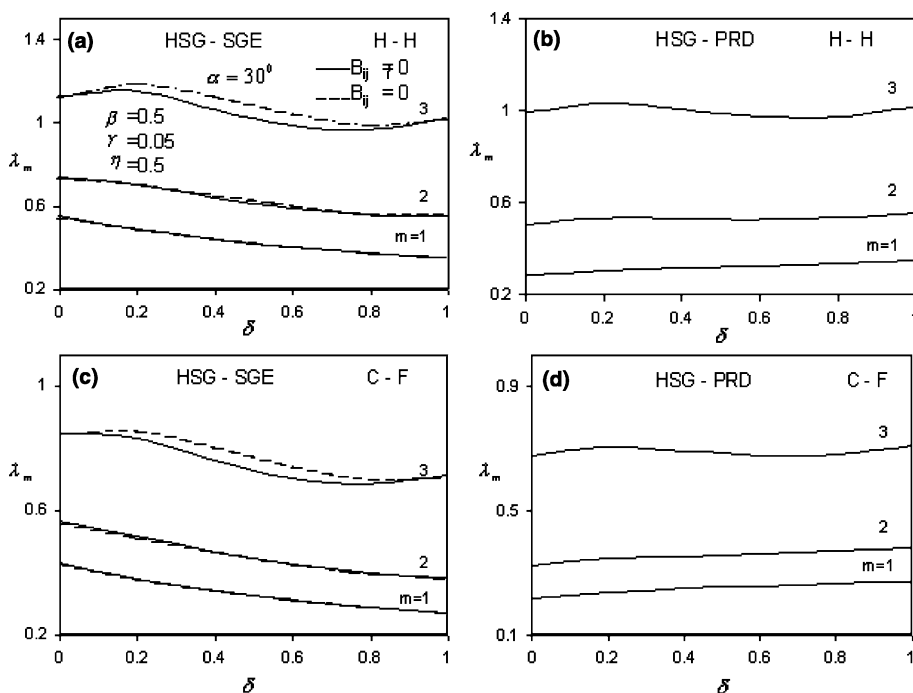 (a) HSG - SGE H - H
α = 30⁰
B_ij ≠ 0
B_ij = 0
β = 0.5
γ = 0.05
η = 0.5
3
2
m=1
1.4
1
0.6
0.2
λ_m
0 0.2 0.4 0.6 0.8 1
δ
(b) HSG - PRD H - H
3
2
m=1
1.4
1
0.6
0.2
λ_m
0 0.2 0.4 0.6 0.8 1
δ
(c) HSG - SGE C - F
3
2
m=1
1
0.6
0.2
λ_m
0 0.2 0.4 0.6 0.8 1
δ
(d) HSG - PRD C - F
3
2
m=1
0.9
0.5
0.1
λ_m
0 0.2 0.4 0.6 0.8 1
δ